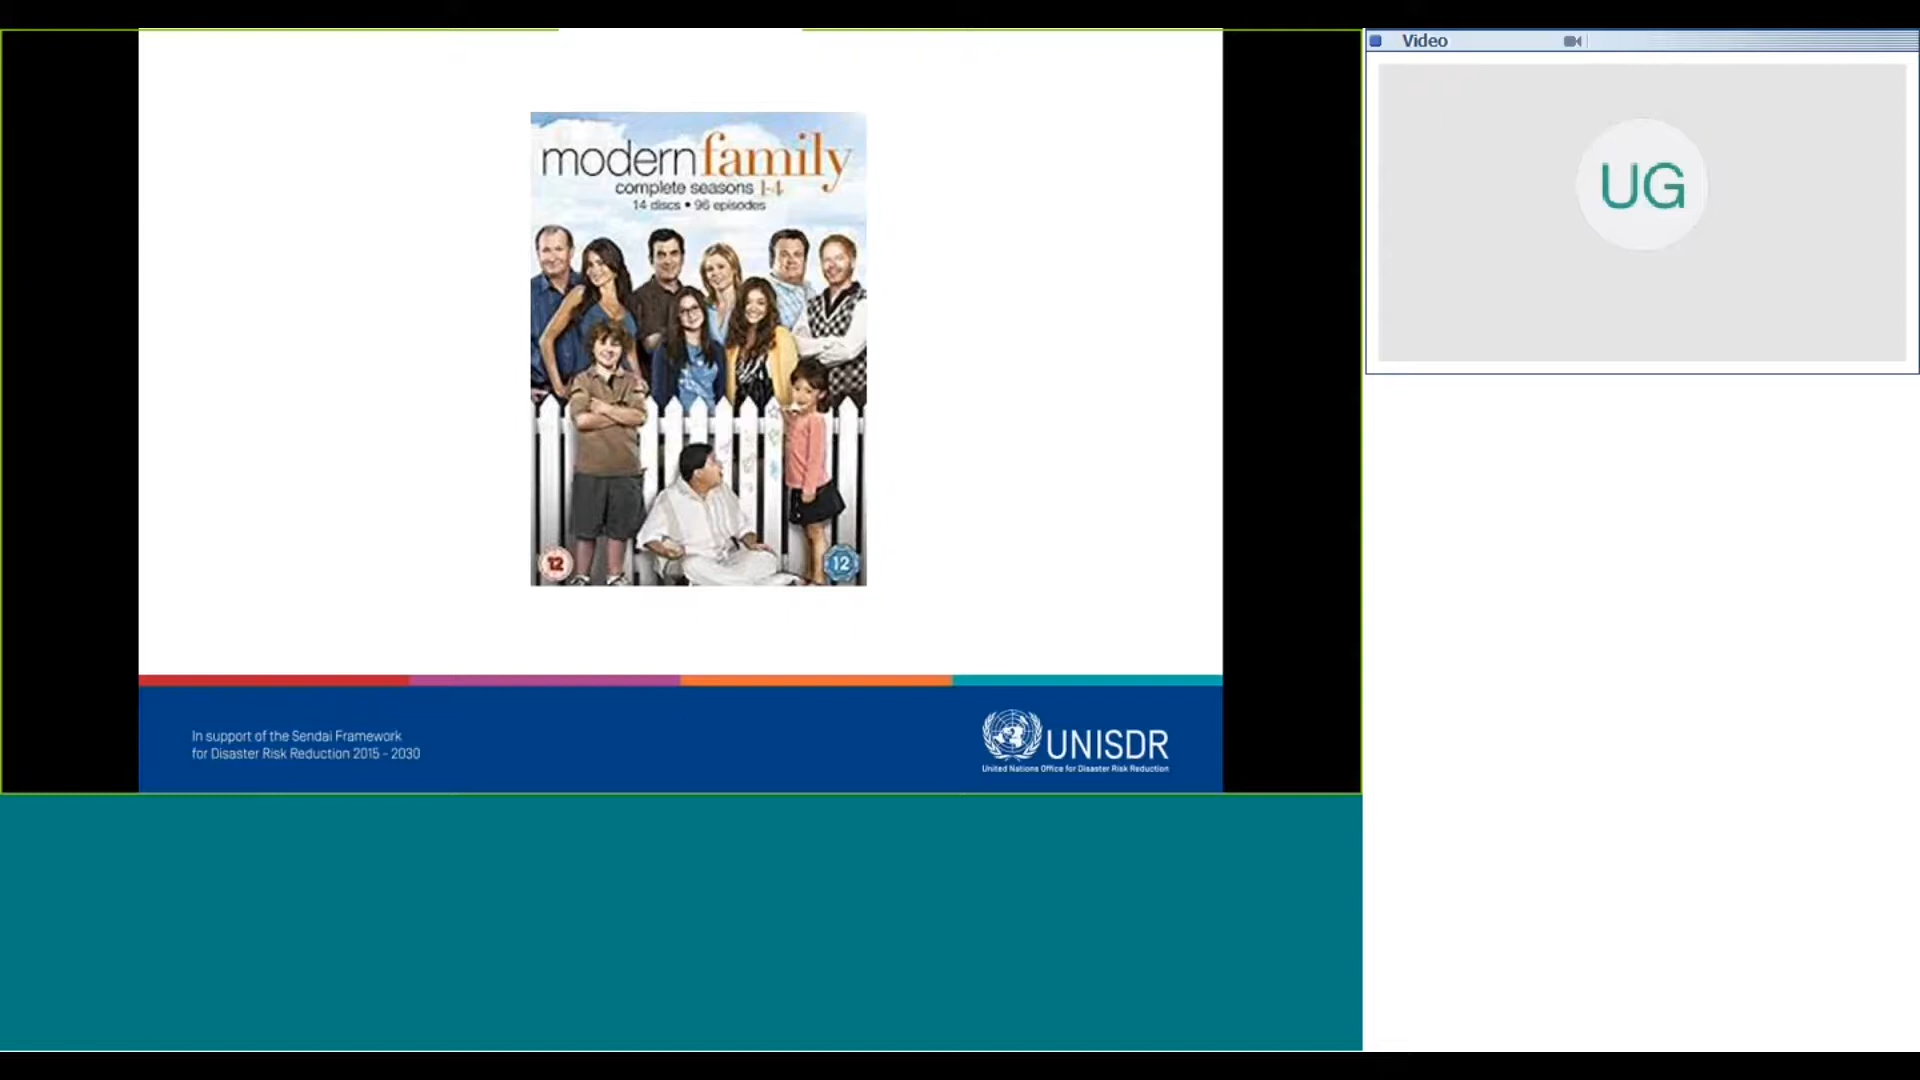 modern family
complete seasons 1-4
14 discs • 96 episodes
12
12
In support of the Sendai Framework
for Disaster Risk Reduction 2015 - 2030
UNISDR
United Nations Office for Disaster Risk Reduction
Video
UG